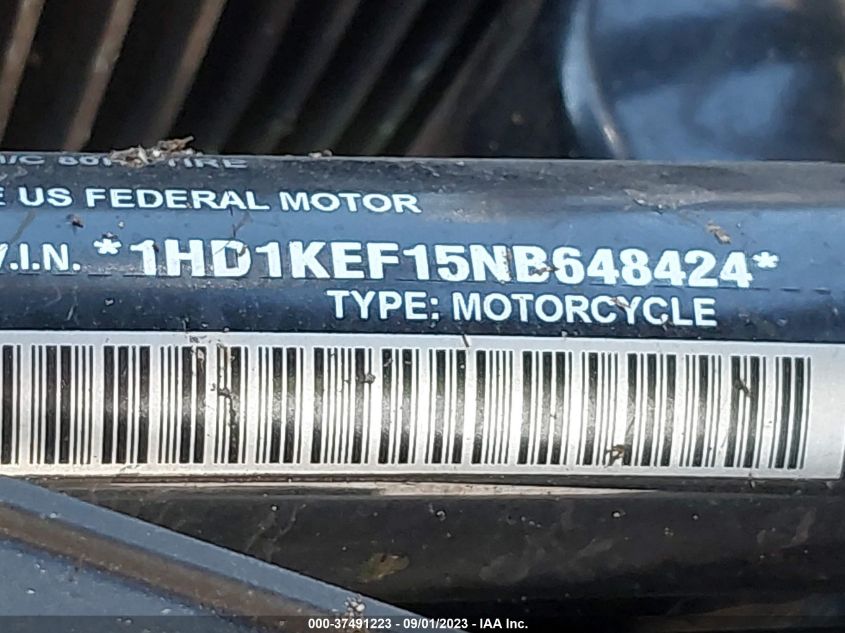 E US FEDERAL MOTOR
V.I.N. *1HD1KEF15NB648424*
TYPE: MOTORCYCLE
000-37491223 - 09/01/2023 - IAA Inc.